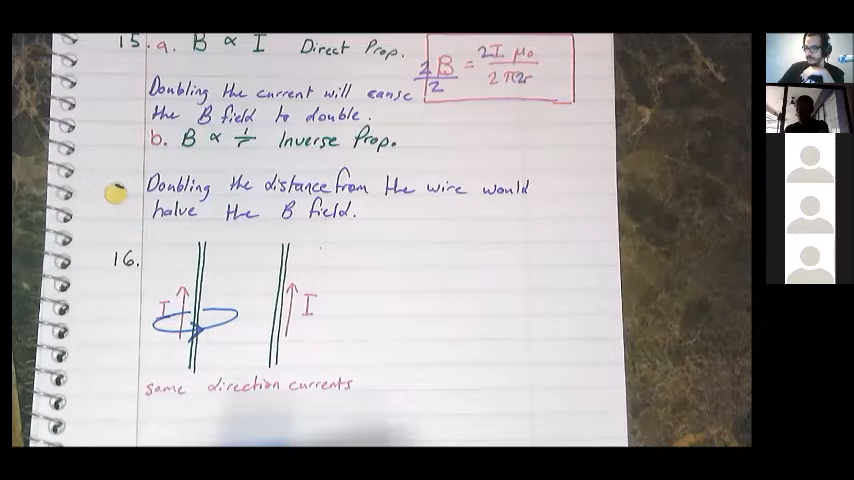 15. a. B ∝ I Direct Prop.
2B/2 = 2I μ₀ / 2π2r
Doubling the current will cause
the B field to double.
b. B ∝ 1/r Inverse Prop.
Doubling the distance from the wire would
halve the B field.
16.
I I
same direction currents